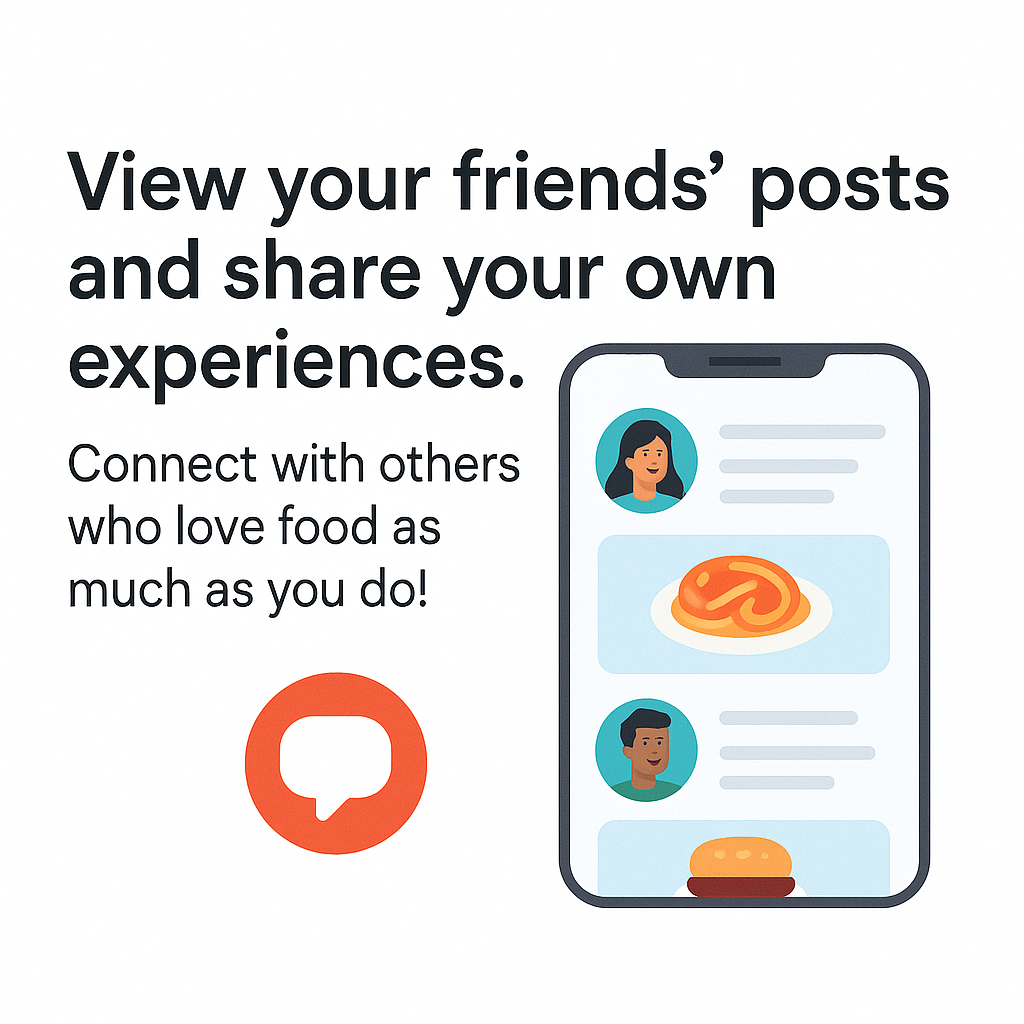 View your friends’ posts
and share your own
experiences.
Connect with others
who love food as
much as you do!